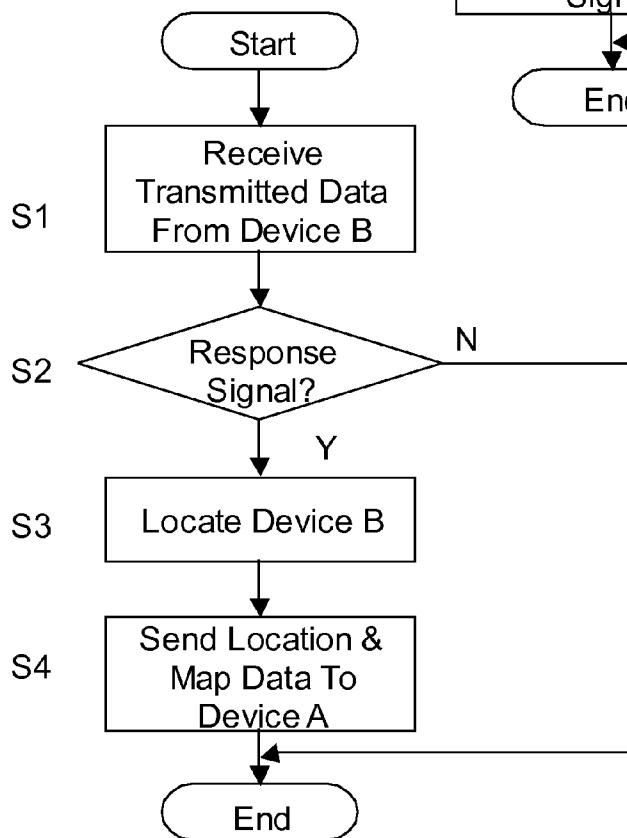 Start
Receive
Transmitted Data
From Device B
S1
Response
Signal?
S2
N
Y
Locate Device B
S3
Send Location &
Map Data To
Device A
S4
End